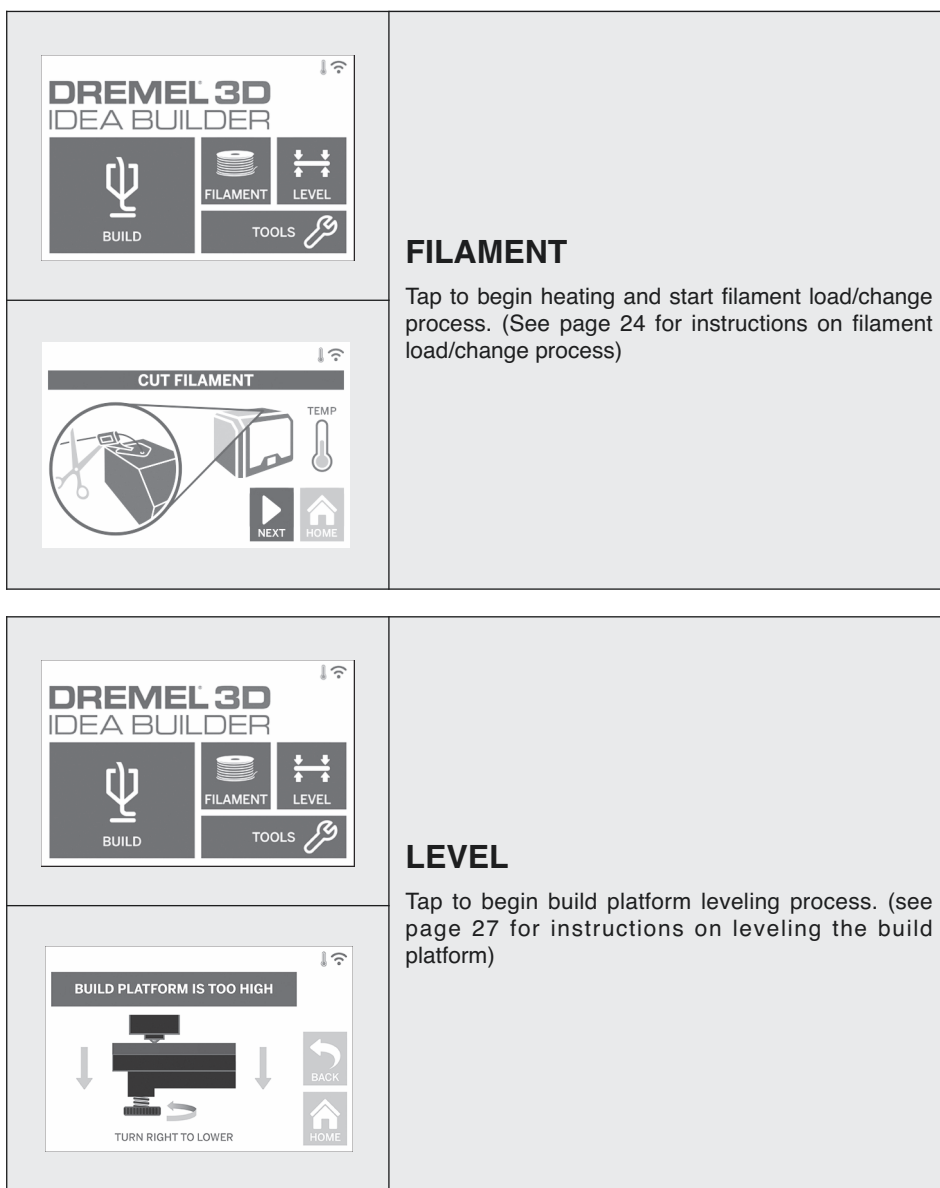 DREMEL 3D
IDEA BUILDER
FILAMENT
LEVEL
BUILD
TOOLS
CUT FILAMENT
TEMP
NEXT
HOME
FILAMENT
Tap to begin heating and start filament load/change
process. (See page 24 for instructions on filament
load/change process)
DREMEL 3D
IDEA BUILDER
FILAMENT
LEVEL
BUILD
TOOLS
BUILD PLATFORM IS TOO HIGH
BACK
HOME
TURN RIGHT TO LOWER
LEVEL
Tap to begin build platform leveling process. (see
page 27 for instructions on leveling the build
platform)